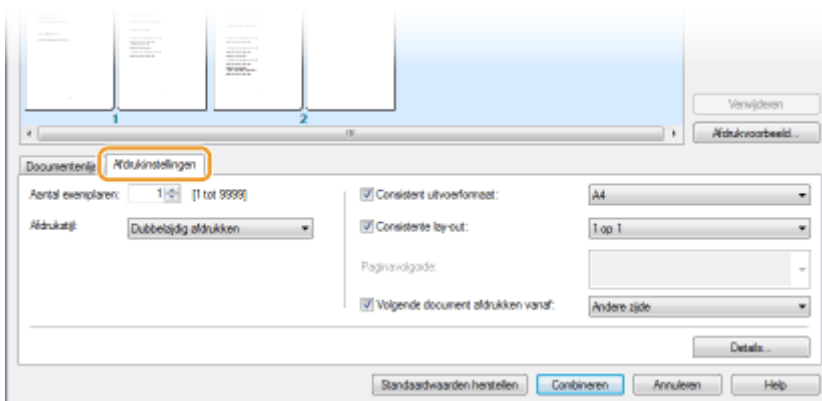 1 2
Verwijderen
Afdrukvoorbeeld...
Documentenlijs Afdrukinstellingen
Aantal exemplaren: 1 [1 tot 9999] Consistent uitvoerformaat: A4
Afdrukstijl: Dubbelzijdig afdrukken Consistente lay-out: 1 op 1
Paginavolgorde:
Volgende document afdrukken vanaf: Andere zijde
Details...
Standaardwaarden herstellen Combineren Annuleren Help